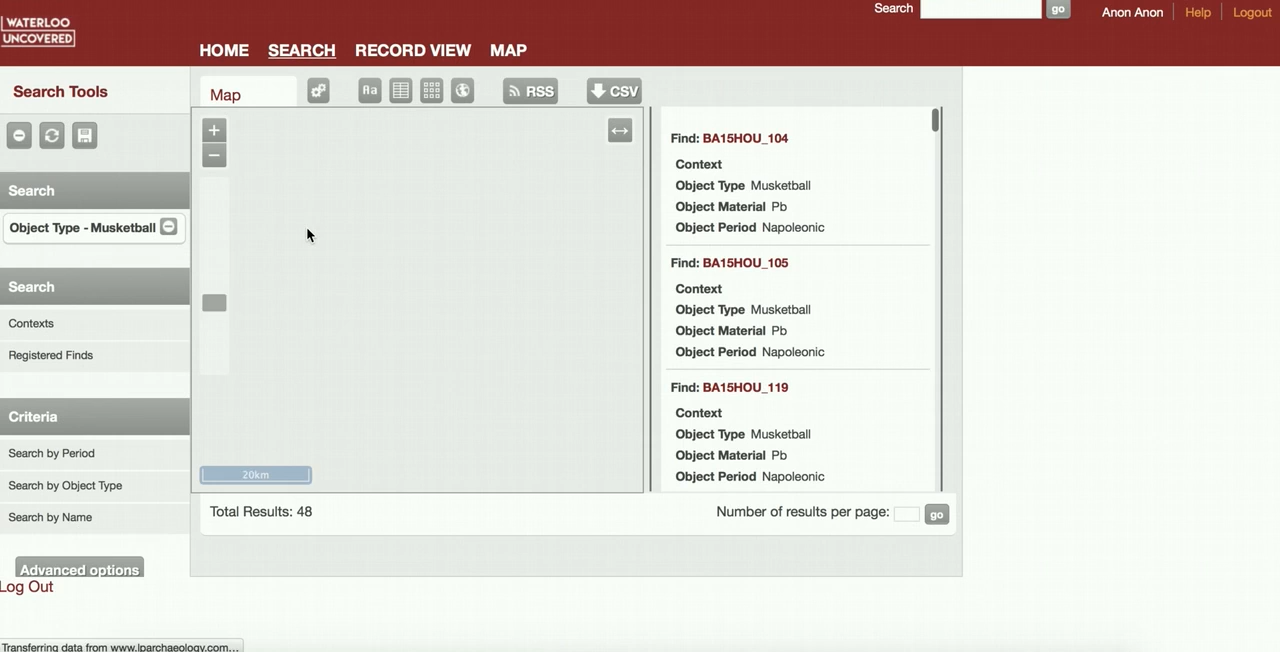 Search
go
Anon Anon
Help
Logout
WATERLOO
UNCOVERED
HOME
SEARCH
RECORD VIEW
MAP
Search Tools
Map
Aa
RSS
CSV
Search
Object Type - Musketball
Search
Contexts
Registered Finds
Criteria
Search by Period
Search by Object Type
Search by Name
Advanced options
Log Out
+
−
20km
Find: BA15HOU_104
Context
Object Type Musketball
Object Material Pb
Object Period Napoleonic
Find: BA15HOU_105
Context
Object Type Musketball
Object Material Pb
Object Period Napoleonic
Find: BA15HOU_119
Context
Object Type Musketball
Object Material Pb
Object Period Napoleonic
Total Results: 48
Number of results per page:
go
Transferring data from www.lparchaeology.com...